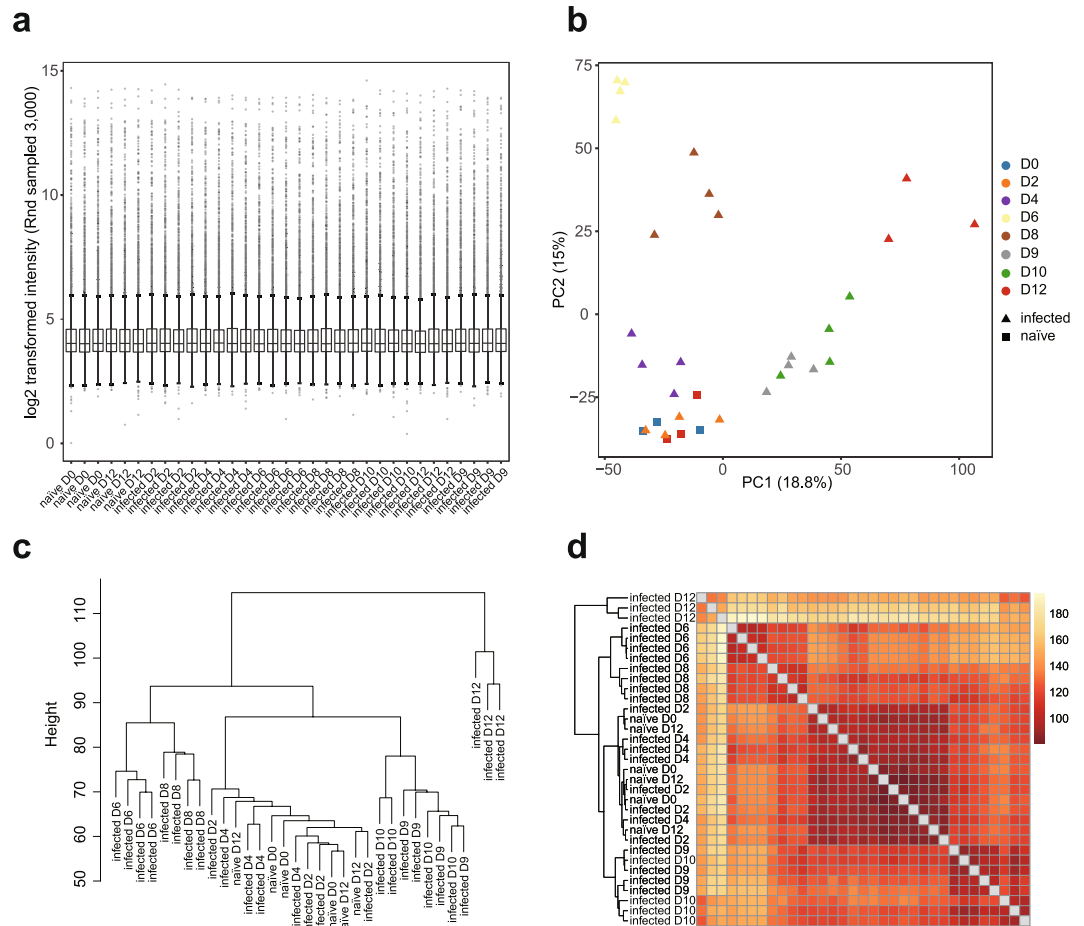 a
log2 transformed intensity (Rnd sampled 3,000)
15
10
5
0
naïve D0
naïve D0
naïve D0
naïve D12
naïve D12
naïve D12
infected D2
infected D2
infected D2
infected D2
infected D4
infected D4
infected D4
infected D4
infected D6
infected D6
infected D6
infected D6
infected D8
infected D8
infected D8
infected D8
infected D10
infected D10
infected D10
infected D10
infected D12
infected D12
infected D12
infected D9
infected D9
infected D9
infected D9
b
PC2 (15%)
75
50
25
0
−25
−50
0
50
100
PC1 (18.8%)
D0
D2
D4
D6
D8
D9
D10
D12
infected
naïve
c
Height
110
100
90
80
70
60
50
infected D6
infected D6
infected D6
infected D6
infected D8
infected D8
infected D8
infected D8
infected D2
infected D4
naïve D12
infected D4
infected D4
naïve D0
naïve D0
infected D4
infected D2
infected D2
naïve D0
naïve D12
naïve D12
infected D2
infected D10
infected D10
infected D9
infected D9
infected D10
infected D9
infected D10
infected D9
infected D12
infected D12
infected D12
d
infected D12
infected D12
infected D12
infected D6
infected D6
infected D6
infected D6
infected D8
infected D8
infected D8
infected D8
infected D2
naïve D0
naïve D12
infected D4
infected D4
infected D4
naïve D0
naïve D12
infected D2
naïve D0
infected D2
infected D4
naïve D12
infected D2
infected D9
infected D10
infected D9
infected D9
infected D9
infected D10
infected D10
infected D10
180
160
140
120
100